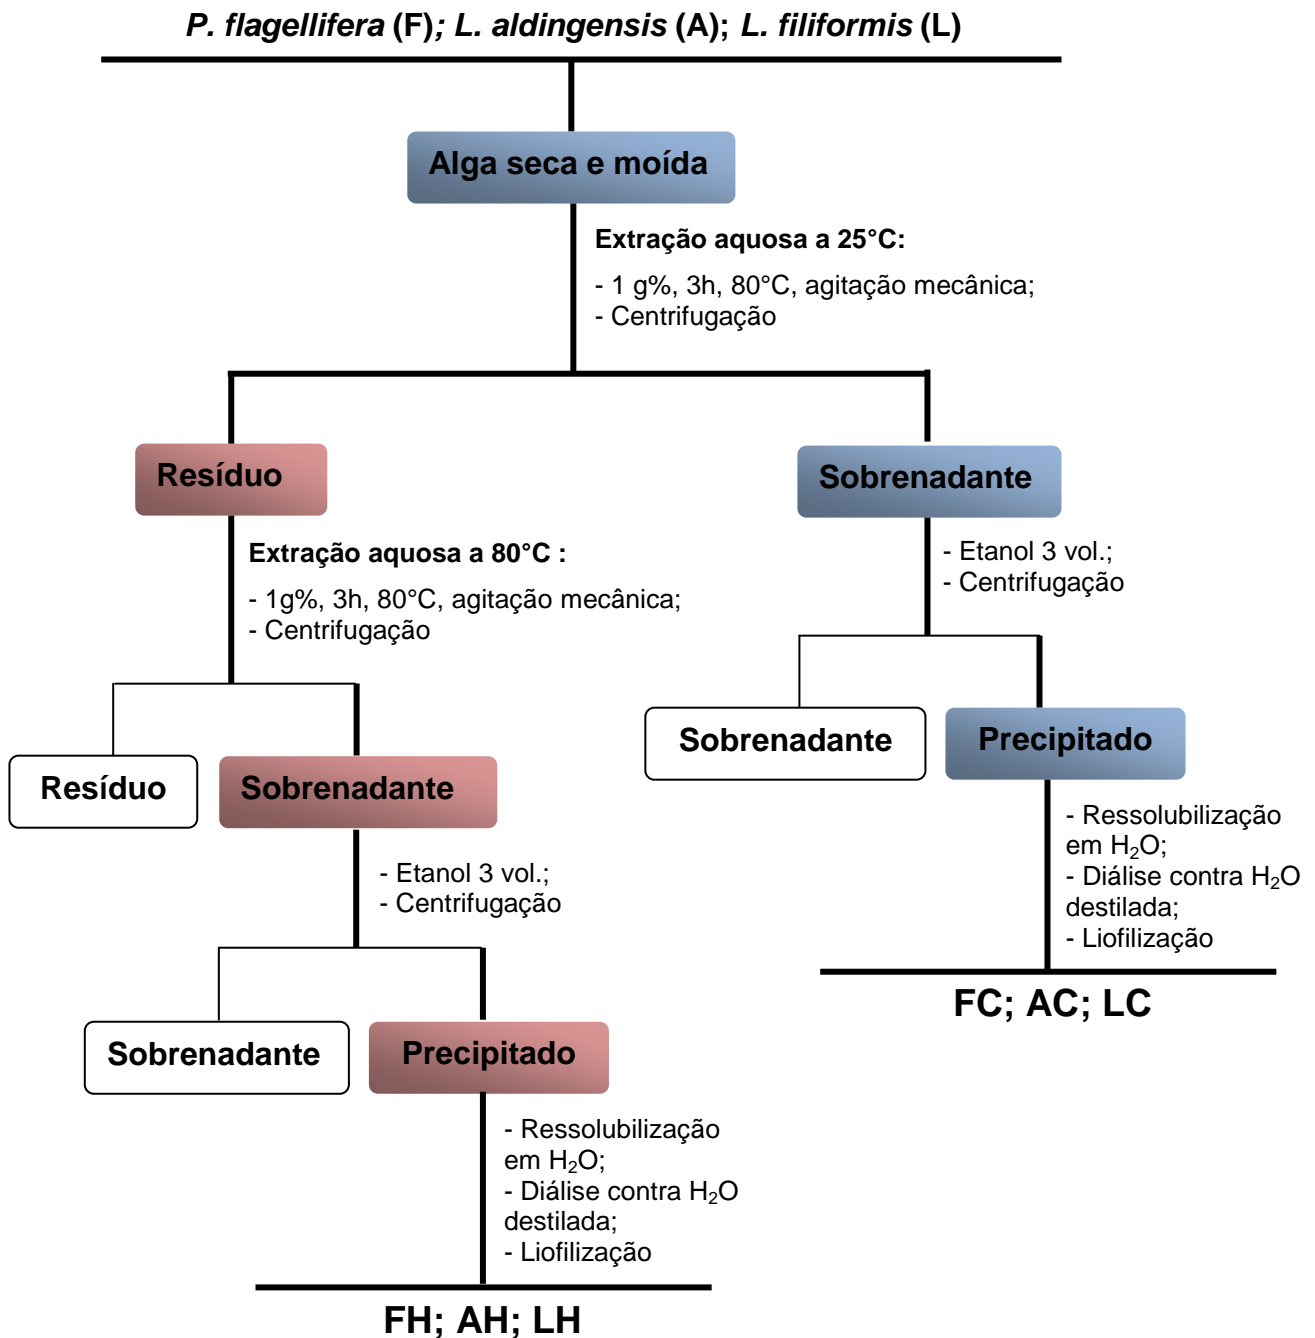 P. flagellifera (F); L. aldingensis (A); L. filiformis (L)
Alga seca e moída
Extração aquosa a 25°C:
- 1 g%, 3h, 80°C, agitação mecânica;
- Centrifugação
Resíduo
Sobrenadante
Extração aquosa a 80°C :
- 1g%, 3h, 80°C, agitação mecânica;
- Centrifugação
- Etanol 3 vol.;
- Centrifugação
Resíduo
Sobrenadante
Sobrenadante
Precipitado
- Etanol 3 vol.;
- Centrifugação
- Ressolubilização
em H₂O;
- Diálise contra H₂O
destilada;
- Liofilização
FC; AC; LC
Sobrenadante
Precipitado
- Ressolubilização
em H₂O;
- Diálise contra H₂O
destilada;
- Liofilização
FH; AH; LH